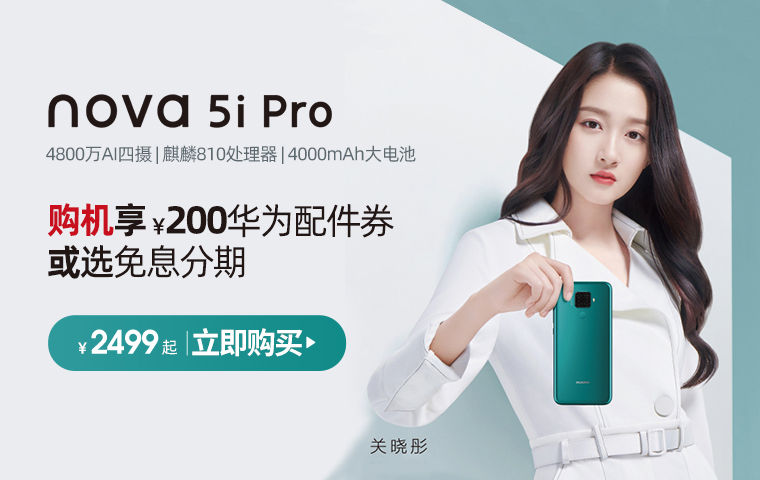 nova 5i Pro
4800万AI四摄|麒麟810处理器|4000mAh大电池
购机享 ¥200华为配件券
或选免息分期
¥ 2499起 | 立即购买
HUAWEI
关晓彤